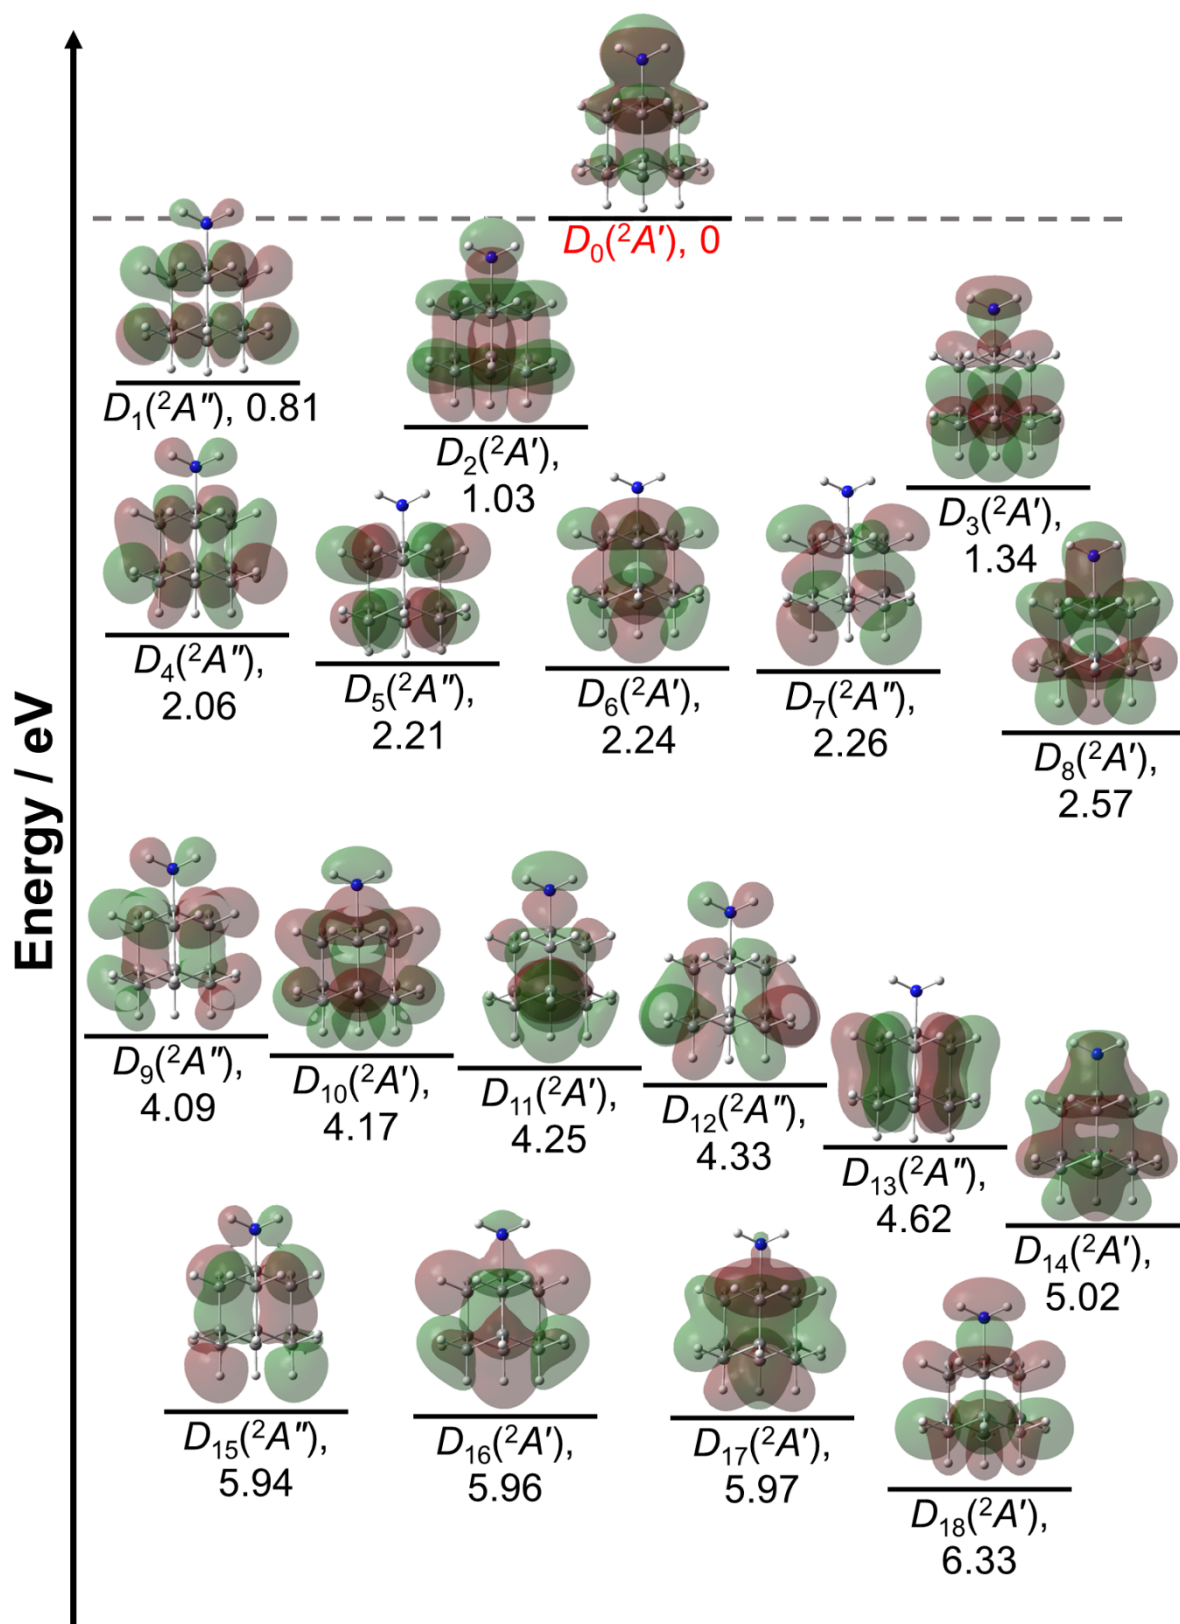 Energy / eV
D₀(²A′), 0
D₁(²A″), 0.81
D₂(²A′),
1.03
D₃(²A′),
1.34
D₄(²A″),
2.06
D₅(²A″),
2.21
D₆(²A′),
2.24
D₇(²A″),
2.26
D₈(²A′),
2.57
D₉(²A″),
4.09
D₁₀(²A′),
4.17
D₁₁(²A′),
4.25
D₁₂(²A″),
4.33
D₁₃(²A″),
4.62
D₁₄(²A′),
5.02
D₁₅(²A″),
5.94
D₁₆(²A′),
5.96
D₁₇(²A′),
5.97
D₁₈(²A′),
6.33